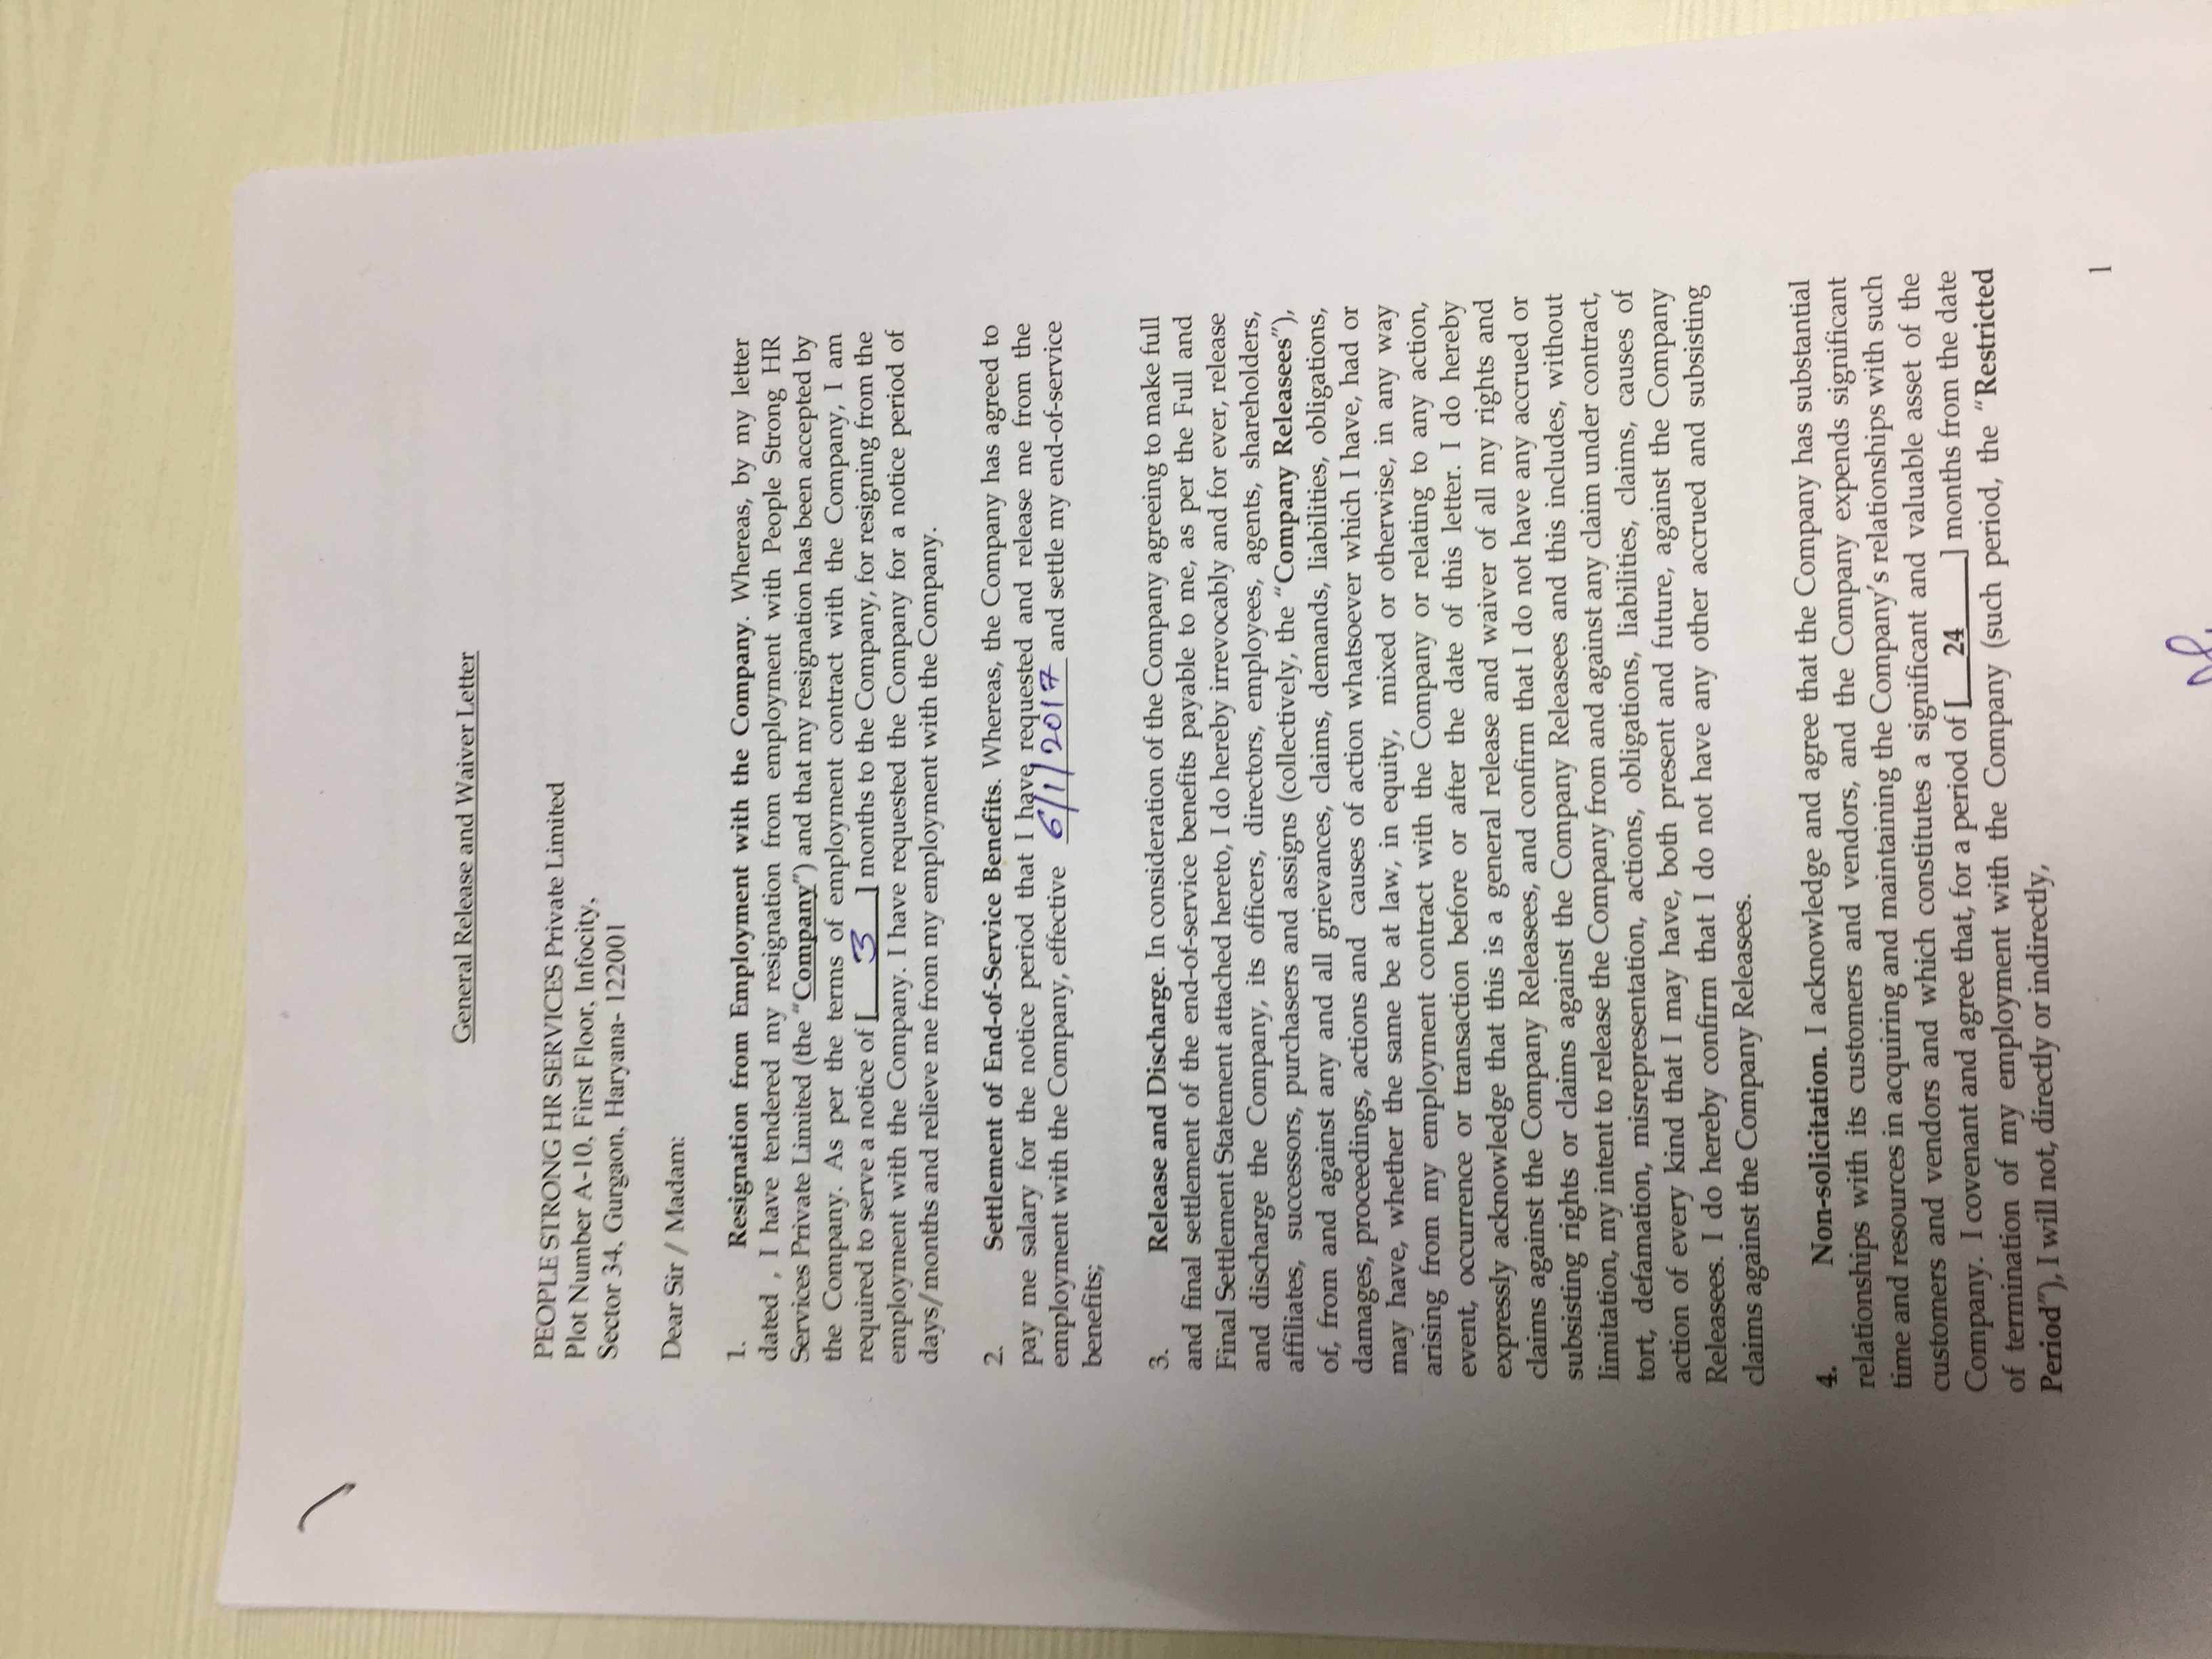 General Release and Waiver Letter
PEOPLE STRONG HR SERVICES Private Limited
Plot Number A-10, First Floor, Infocity,
Sector 34, Gurgaon, Haryana- 122001
Dear Sir / Madam:
1. Resignation from Employment with the Company. Whereas, by my letter
dated , I have tendered my resignation from employment with People Strong HR
Services Private Limited (the “Company”) and that my resignation has been accepted by
the Company. As per the terms of employment contract with the Company, I am
required to serve a notice of [ 3 ] months to the Company, for resigning from the
employment with the Company. I have requested the Company for a notice period of
days/months and relieve me from my employment with the Company.
2. Settlement of End-of-Service Benefits. Whereas, the Company has agreed to
pay me salary for the notice period that I have requested and release me from the
employment with the Company, effective 6/1/2017 and settle my end-of-service
benefits;
3. Release and Discharge. In consideration of the Company agreeing to make full
and final settlement of the end-of-service benefits payable to me, as per the Full and
Final Settlement Statement attached hereto, I do hereby irrevocably and for ever, release
and discharge the Company, its officers, directors, employees, agents, shareholders,
affiliates, successors, purchasers and assigns (collectively, the “Company Releasees”),
of, from and against any and all grievances, claims, demands, liabilities, obligations,
damages, proceedings, actions and causes of action whatsoever which I have, had or
may have, whether the same be at law, in equity, mixed or otherwise, in any way
arising from my employment contract with the Company or relating to any action,
event, occurrence or transaction before or after the date of this letter. I do hereby
expressly acknowledge that this is a general release and waiver of all my rights and
claims against the Company Releasees, and confirm that I do not have any accrued or
subsisting rights or claims against the Company Releasees and this includes, without
limitation, my intent to release the Company from and against any claim under contract,
tort, defamation, misrepresentation, actions, obligations, liabilities, claims, causes of
action of every kind that I may have, both present and future, against the Company
Releasees. I do hereby confirm that I do not have any other accrued and subsisting
claims against the Company Releasees.
4. Non-solicitation. I acknowledge and agree that the Company has substantial
relationships with its customers and vendors, and the Company expends significant
time and resources in acquiring and maintaining the Company's relationships with such
customers and vendors and which constitutes a significant and valuable asset of the
Company. I covenant and agree that, for a period of [ 24 ] months from the date
of termination of my employment with the Company (such period, the “Restricted
Period”), I will not, directly or indirectly,
1